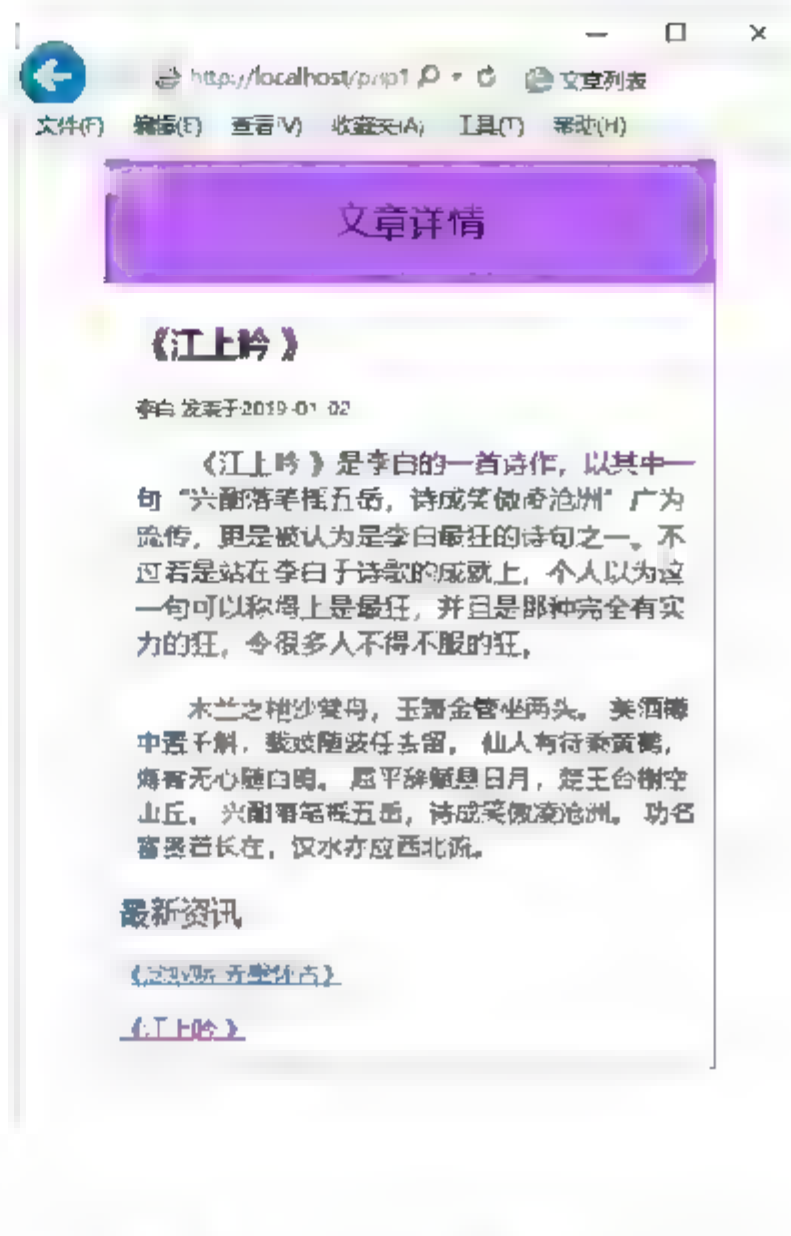 http://localhost/php1 文章列表
文件(F) 编辑(E) 查看(V) 收藏夹(A) 工具(T) 帮助(H)
文章详情
《江上吟》
李白 发表于2019-01-02
《江上吟》是李白的一首诗作，以其中一
句“兴酣落笔摇五岳，诗成笑傲凌沧洲”广为
流传，更是被认为是李白最狂的诗句之一。不
过若是站在李白于诗歌的成就上，个人以为这
一句可以称得上是最狂，并且是那种完全有实
力的狂，令很多人不得不服的狂。
木兰之枻沙棠舟，玉箫金管坐两头。 美酒樽
中置千斛，载妓随波任去留。 仙人有待乘黄鹤，
海客无心随白鸥。 屈平辞赋悬日月，楚王台榭空
山丘。 兴酣落笔摇五岳，诗成笑傲凌沧洲。 功名
富贵若长在，汉水亦应西北流。
最新资讯
赤壁怀古》
《江上吟》